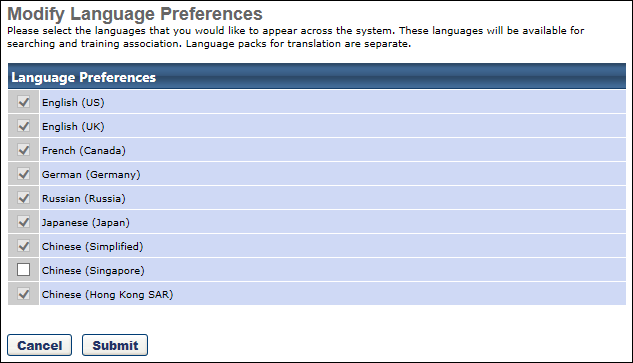 Modify Language Preferences
Please select the languages that you would like to appear across the system. These languages will be available for
searching and training association. Language packs for translation are separate.
Language Preferences
English (US)
English (UK)
French (Canada)
German (Germany)
Russian (Russia)
Japanese (Japan)
Chinese (Simplified)
Chinese (Singapore)
Chinese (Hong Kong SAR)
Cancel Submit